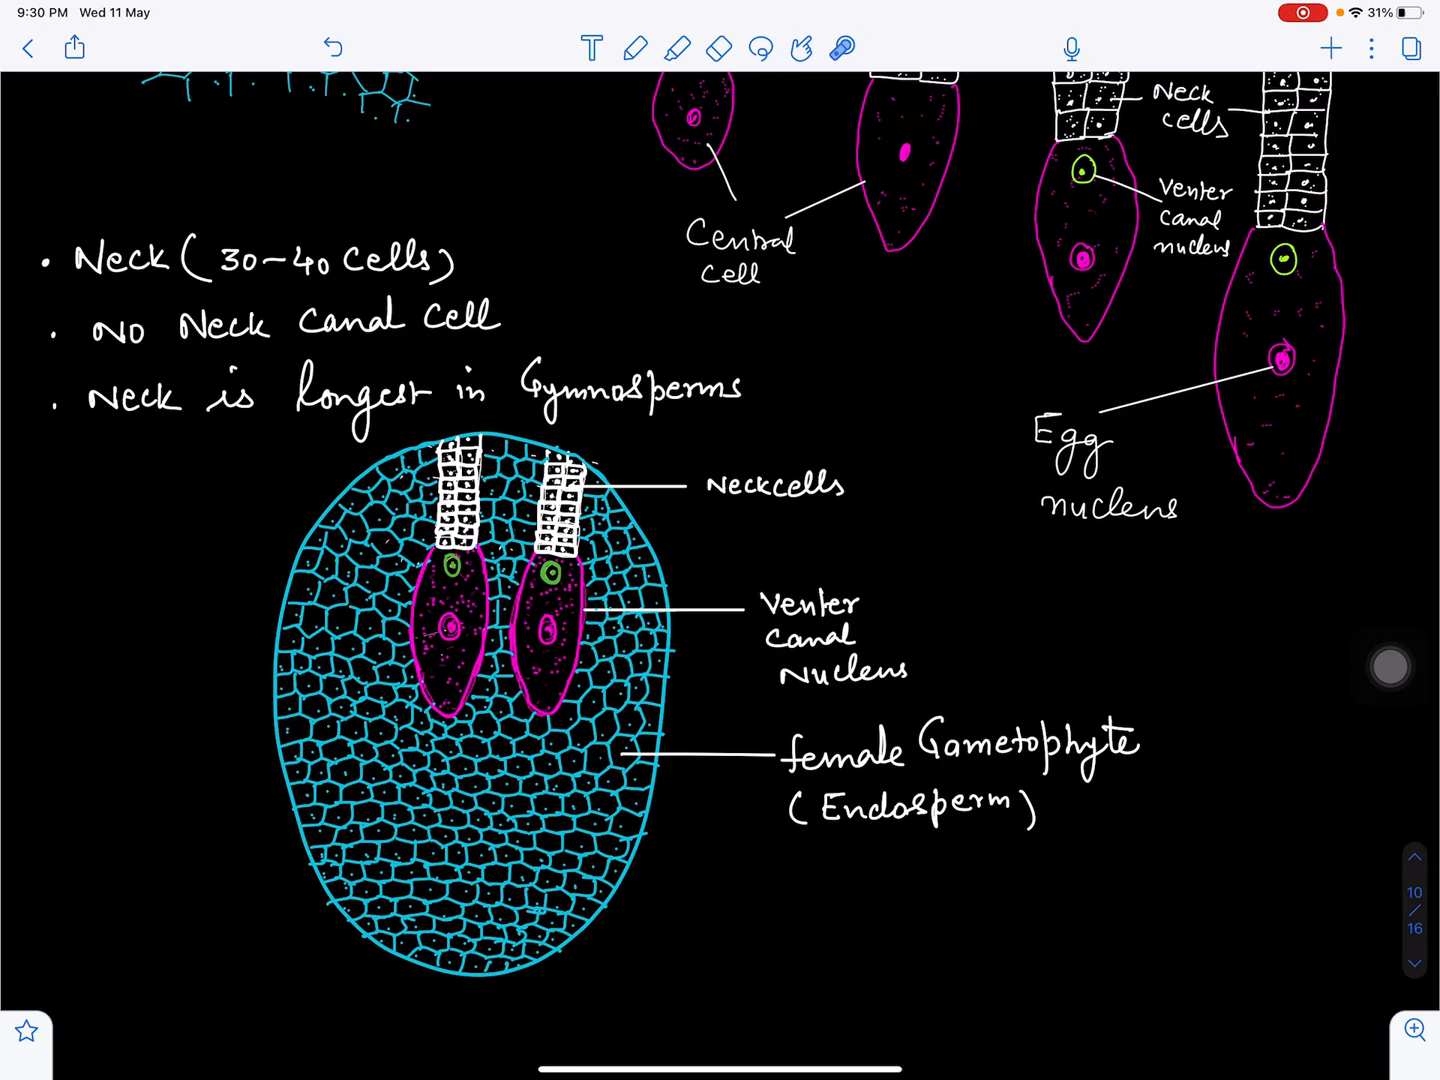 9:30 PM Wed 11 May
31%
Neck
cells
Venter
canal
nucleus
Central
cell
• Neck (30-40 cells)
. NO Neck Canal Cell
. Neck is longest in Gymnosperms
Egg
nucleus
Neckcells
Venter
Canal
Nucleus
female Gametophyte
(Endosperm)
10
/
16